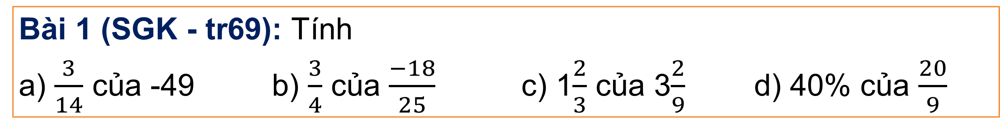 Bài 1 (SGK - tr69): Tính
a) 3/14 của -49 b) 3/4 của −18/25 c) 1 2/3 của 3 2/9 d) 40% của 20/9